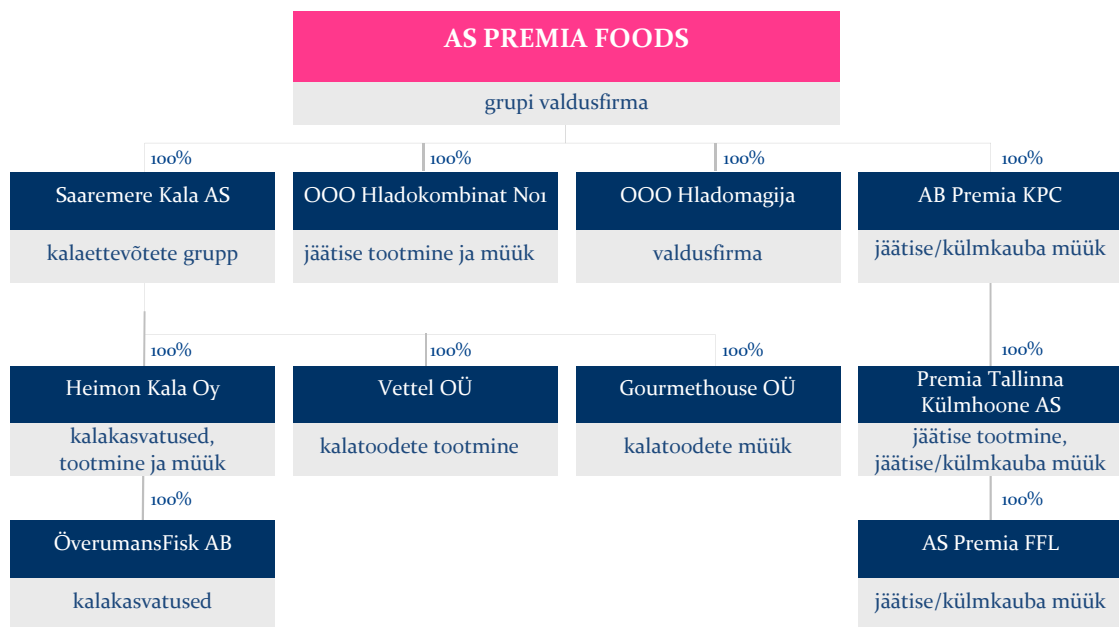 AS PREMIA FOODS
grupi valdusfirma
100%
100%
100%
100%
Saaremere Kala AS
OOO Hladokombinat No1
OOO Hladomagija
AB Premia KPC
kalaettevõtete grupp
jäätise tootmine ja müük
valdusfirma
jäätise/külmkauba müük
100%
100%
100%
100%
Heimon Kala Oy
Vettel OÜ
Gourmethouse OÜ
Premia Tallinna
Külmhoone AS
kalakasvatused,
tootmine ja müük
kalatoodete tootmine
kalatoodete müük
jäätise tootmine,
jäätise/külmkauba müük
100%
100%
ÖverumansFisk AB
AS Premia FFL
kalakasvatused
jäätise/külmkauba müük